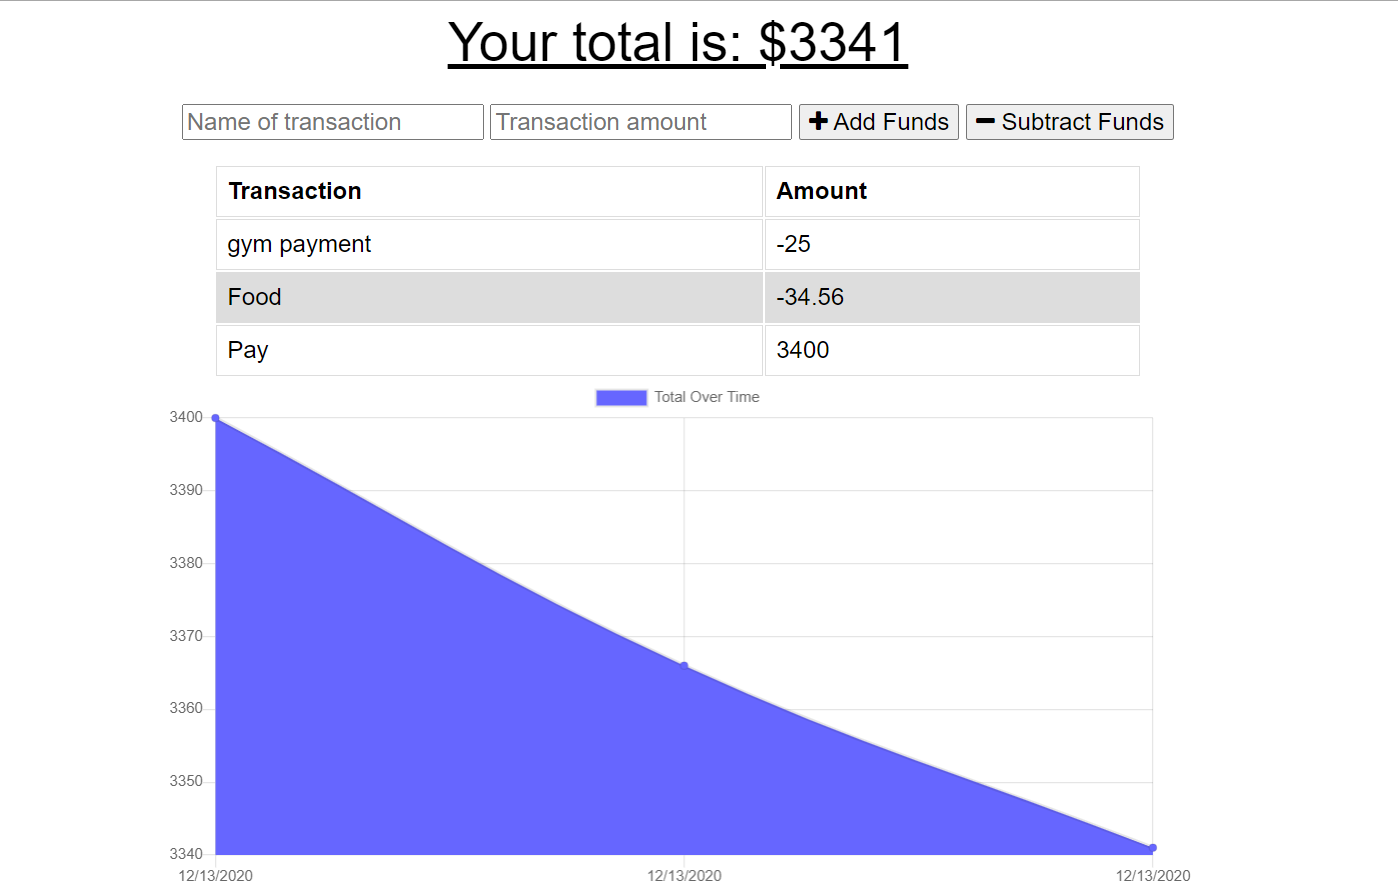 Your total is: $3341
Name of transaction Transaction amount Add Funds Subtract Funds
Transaction Amount
gym payment -25
Food -34.56
Pay 3400
Total Over Time
3400
3390
3380
3370
3360
3350
3340
12/13/2020 12/13/2020 12/13/2020